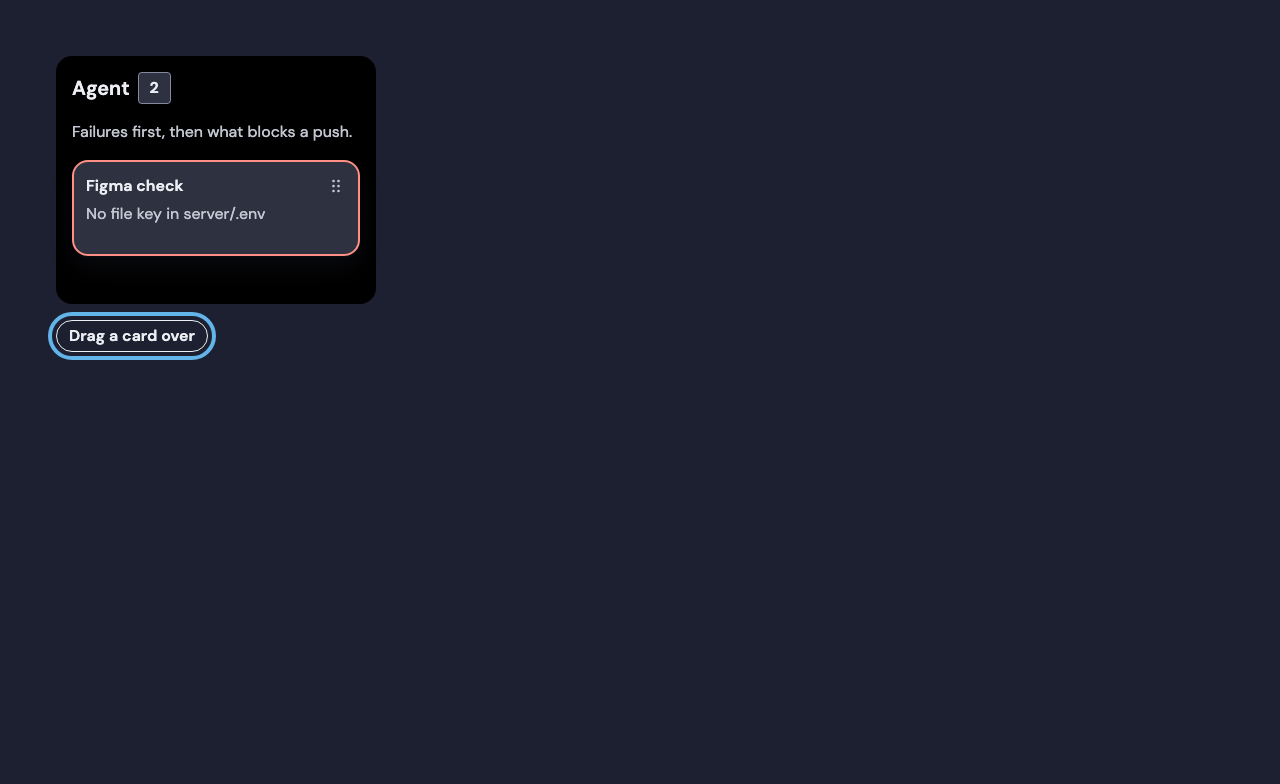 Agent 2
Failures first, then what blocks a push.
Figma check
No file key in server/.env
Drag a card over